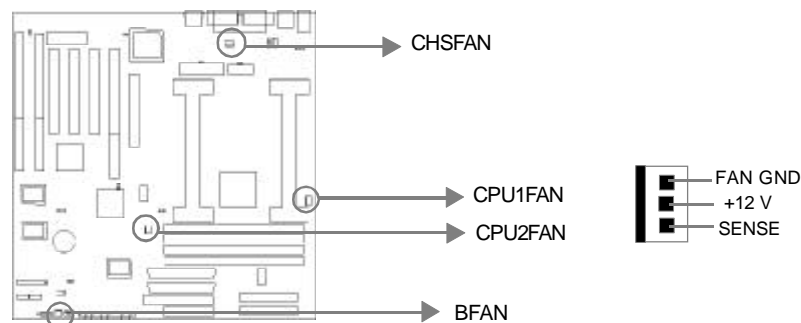 CHSFAN
CPU1FAN
CPU2FAN
BFAN
FAN GND
+12 V
SENSE